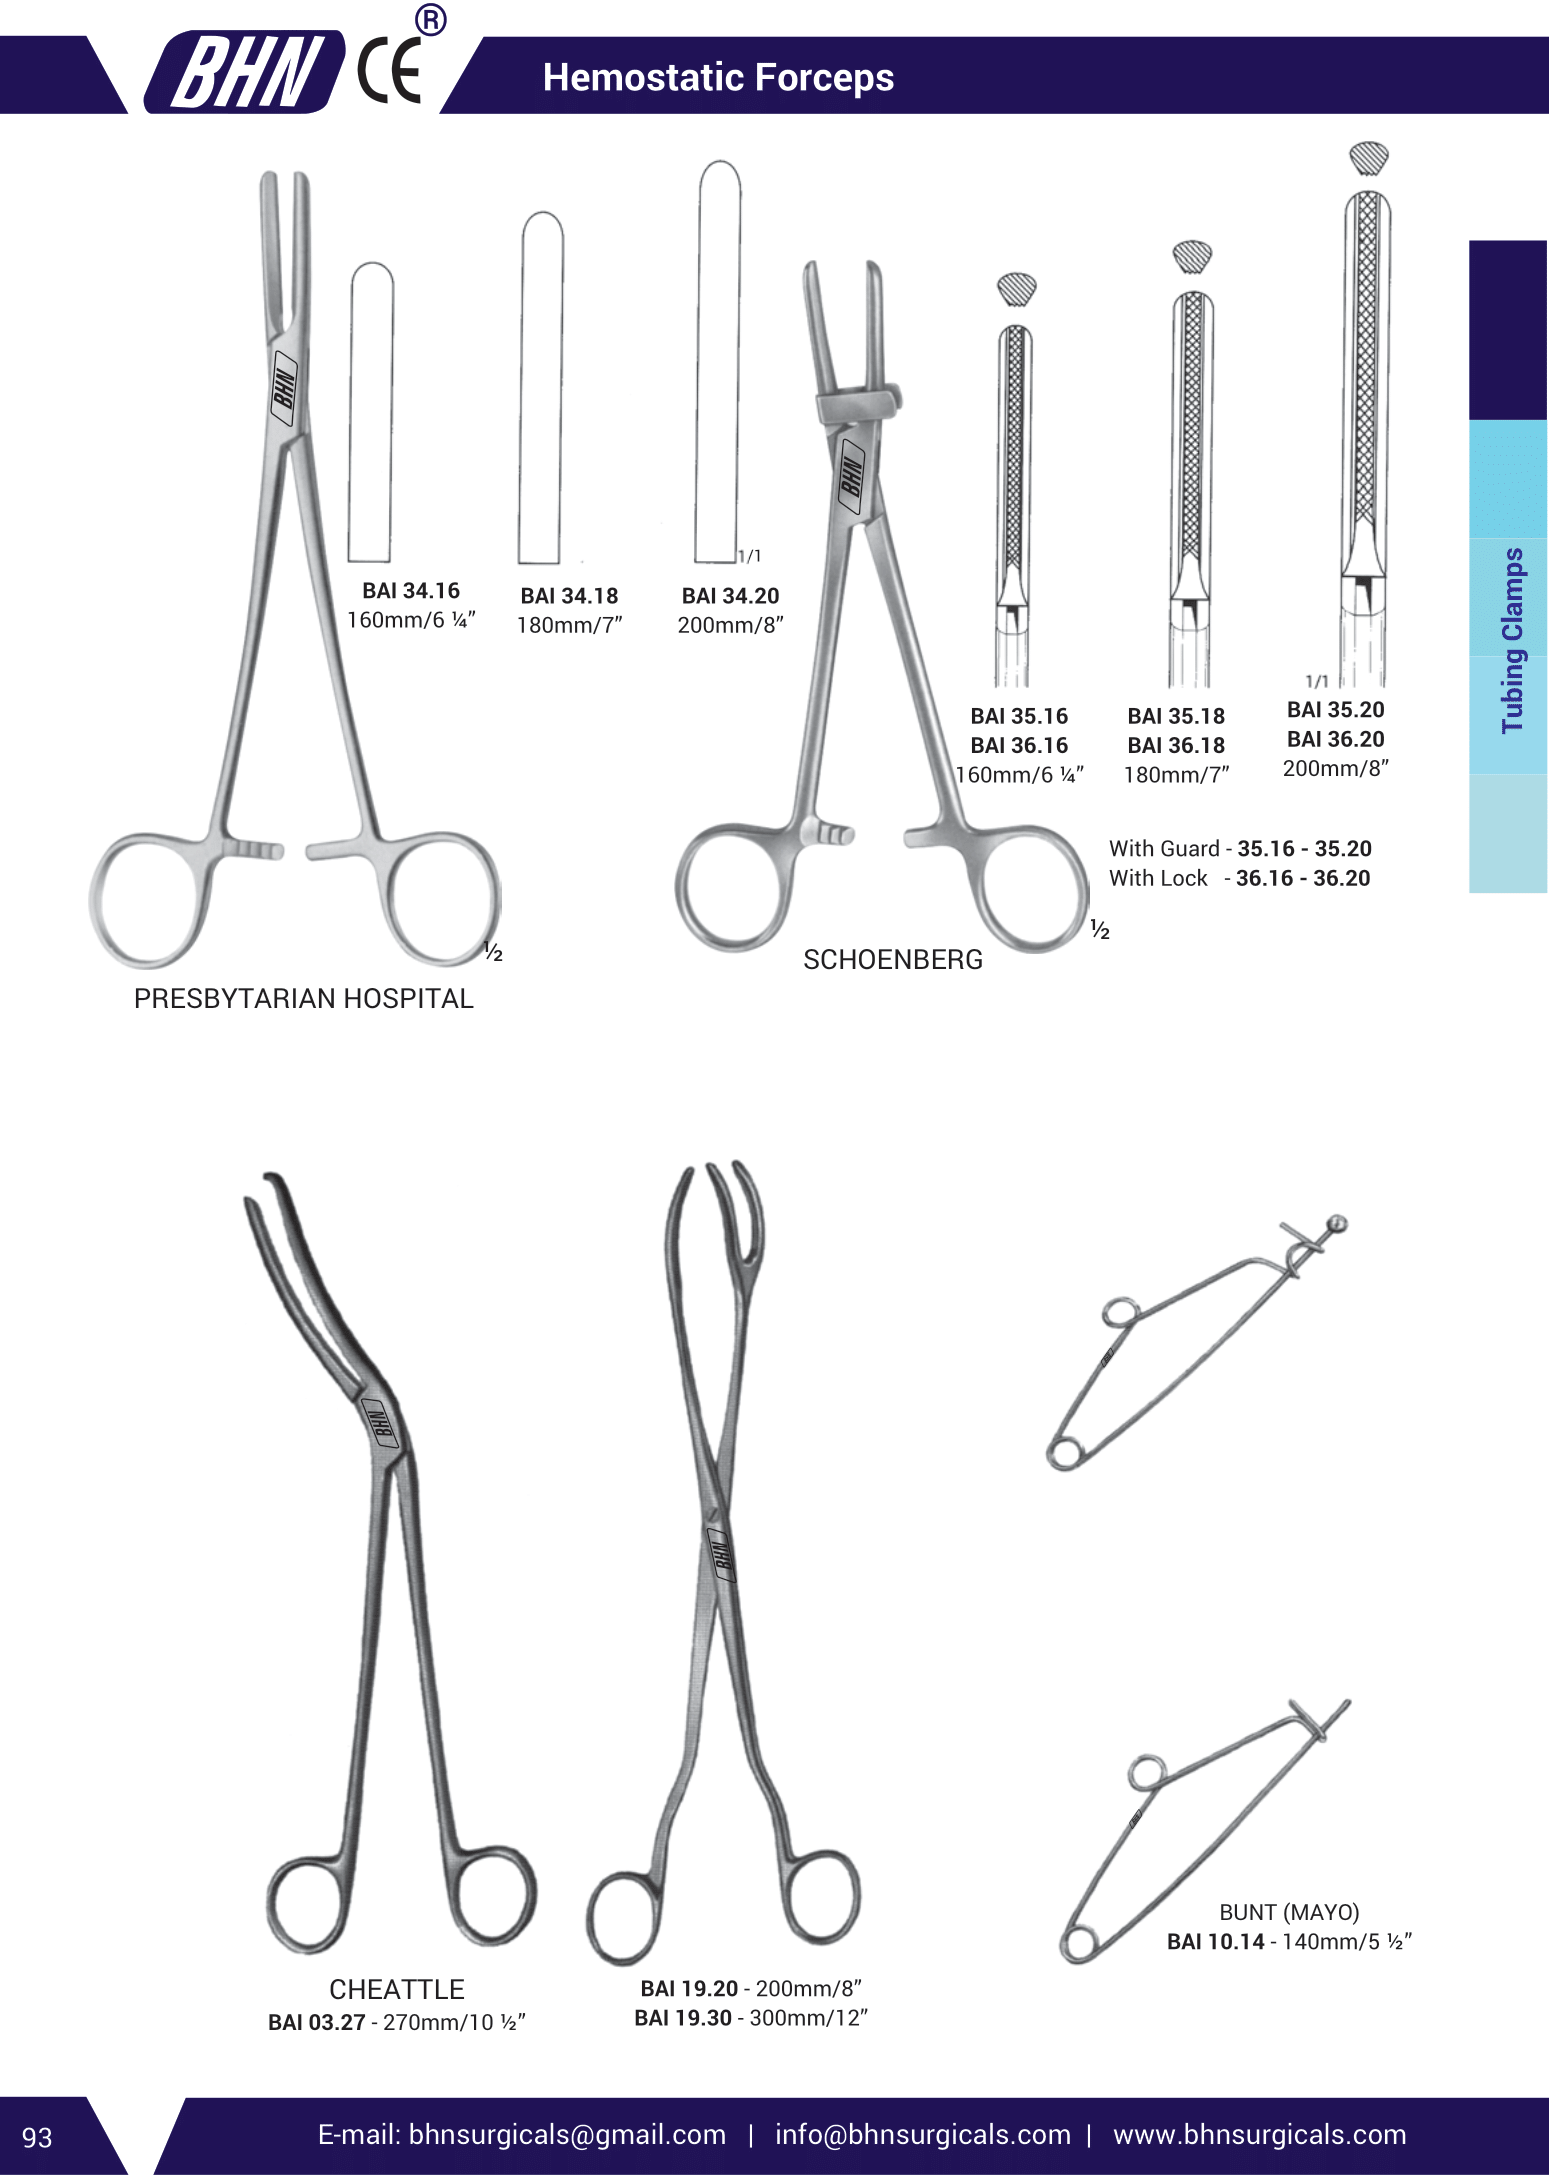 BHN CE ®
Hemostatic Forceps
BHN
BAI 34.16
160mm/6 ¼”
BAI 34.18
180mm/7”
1/1
BAI 34.20
200mm/8”
½
PRESBYTARIAN HOSPITAL
BHN
BAI 35.16
BAI 36.16
160mm/6 ¼”
BAI 35.18
BAI 36.18
180mm/7”
1/1
BAI 35.20
BAI 36.20
200mm/8”
With Guard - 35.16 - 35.20
With Lock - 36.16 - 36.20
½
SCHOENBERG
Tubing Clamps
BHN
CHEATTLE
BAI 03.27 - 270mm/10 ½”
BHN
BAI 19.20 - 200mm/8”
BAI 19.30 - 300mm/12”
BUNT (MAYO)
BAI 10.14 - 140mm/5 ½”
93
E-mail: bhnsurgicals@gmail.com | info@bhnsurgicals.com | www.bhnsurgicals.com